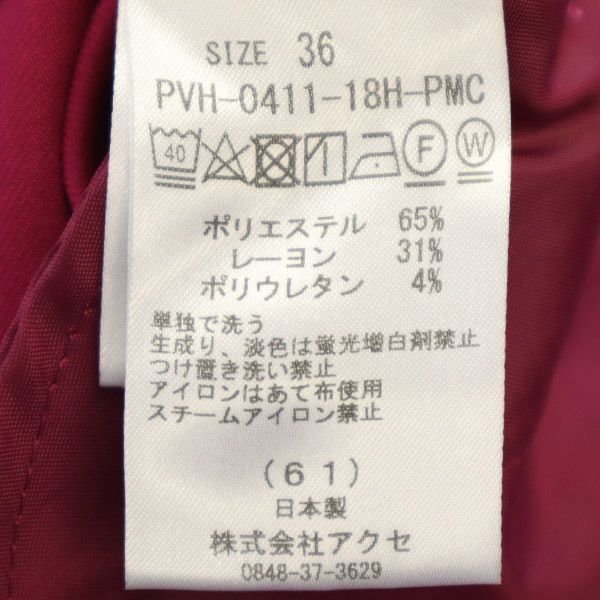 SIZE 36
PVH-0411-18H-PMC
40 F W
ポリエステル 65%
レーヨン 31%
ポリウレタン 4%
単独で洗う
生成り、淡色は蛍光増白剤禁止
つけ置き洗い禁止
アイロンはあて布使用
スチームアイロン禁止
(61)
日本製
株式会社アクセ
0848-37-3629